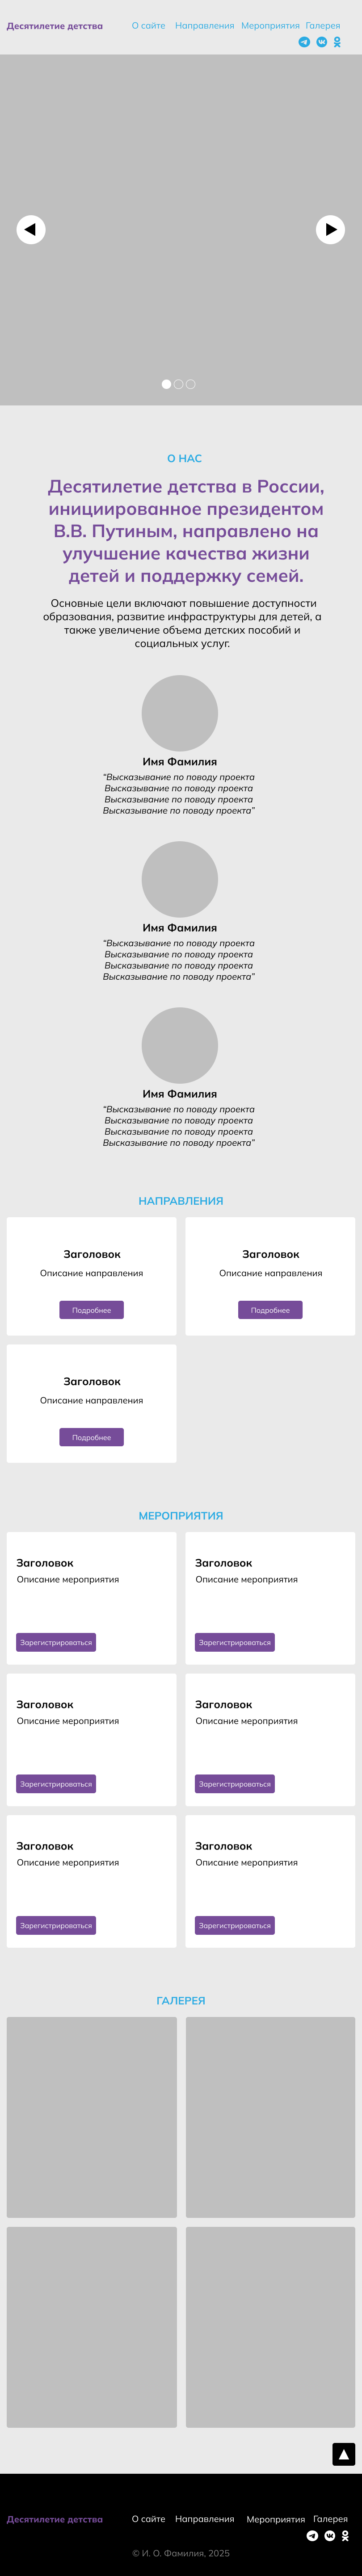 Десятилетие детства
О сайте Направления Мероприятия Галерея
О НАС
Десятилетие детства в России,
инициированное президентом
В.В. Путиным, направлено на
улучшение качества жизни
детей и поддержку семей.
Основные цели включают повышение доступности
образования, развитие инфраструктуры для детей, а
также увеличение объема детских пособий и
социальных услуг.
Имя Фамилия
“Высказывание по поводу проекта
Высказывание по поводу проекта
Высказывание по поводу проекта
Высказывание по поводу проекта”
Имя Фамилия
“Высказывание по поводу проекта
Высказывание по поводу проекта
Высказывание по поводу проекта
Высказывание по поводу проекта”
Имя Фамилия
“Высказывание по поводу проекта
Высказывание по поводу проекта
Высказывание по поводу проекта
Высказывание по поводу проекта”
НАПРАВЛЕНИЯ
Заголовок
Описание направления
Подробнее
Заголовок
Описание направления
Подробнее
Заголовок
Описание направления
Подробнее
МЕРОПРИЯТИЯ
Заголовок
Описание мероприятия
Зарегистрироваться
Заголовок
Описание мероприятия
Зарегистрироваться
Заголовок
Описание мероприятия
Зарегистрироваться
Заголовок
Описание мероприятия
Зарегистрироваться
Заголовок
Описание мероприятия
Зарегистрироваться
Заголовок
Описание мероприятия
Зарегистрироваться
ГАЛЕРЕЯ
Десятилетие детства
О сайте Направления Мероприятия Галерея
© И. О. Фамилия, 2025